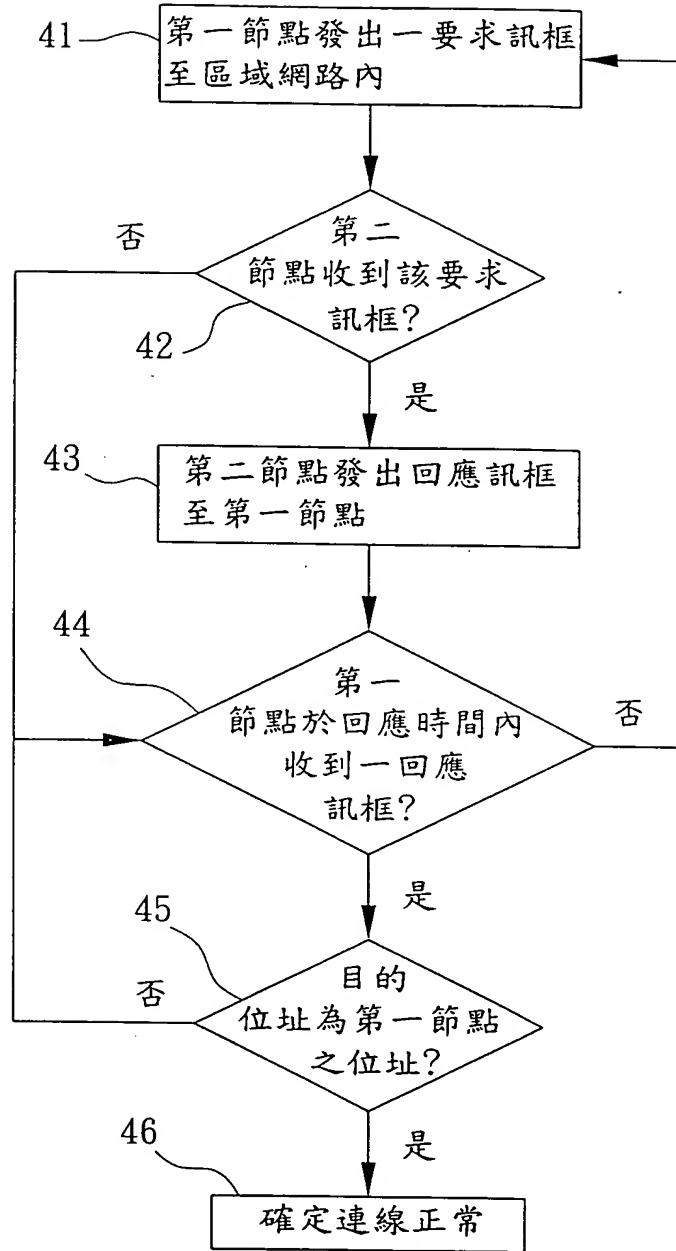 41
第一節點發出一要求訊框
至區域網路內
否
第二
節點收到該要求
訊框?
42
是
43
第二節點發出回應訊框
至第一節點
44
第一
節點於回應時間內
收到一回應
訊框?
否
是
45
目的
位址為第一節點
之位址?
否
是
46
確定連線正常